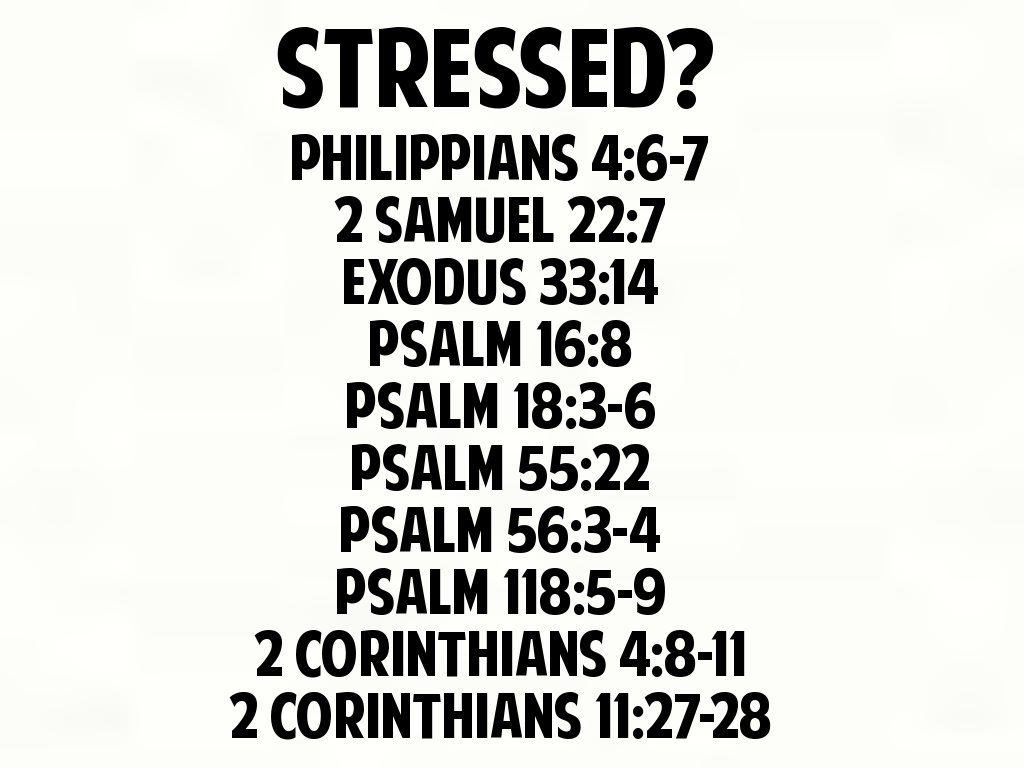 STRESSED?
PHILIPPIANS 4:6-7
2 SAMUEL 22:7
EXODUS 33:14
PSALM 16:8
PSALM 18:3-6
PSALM 55:22
PSALM 56:3-4
PSALM 118:5-9
2 CORINTHIANS 4:8-11
2 CORINTHIANS 11:27-28